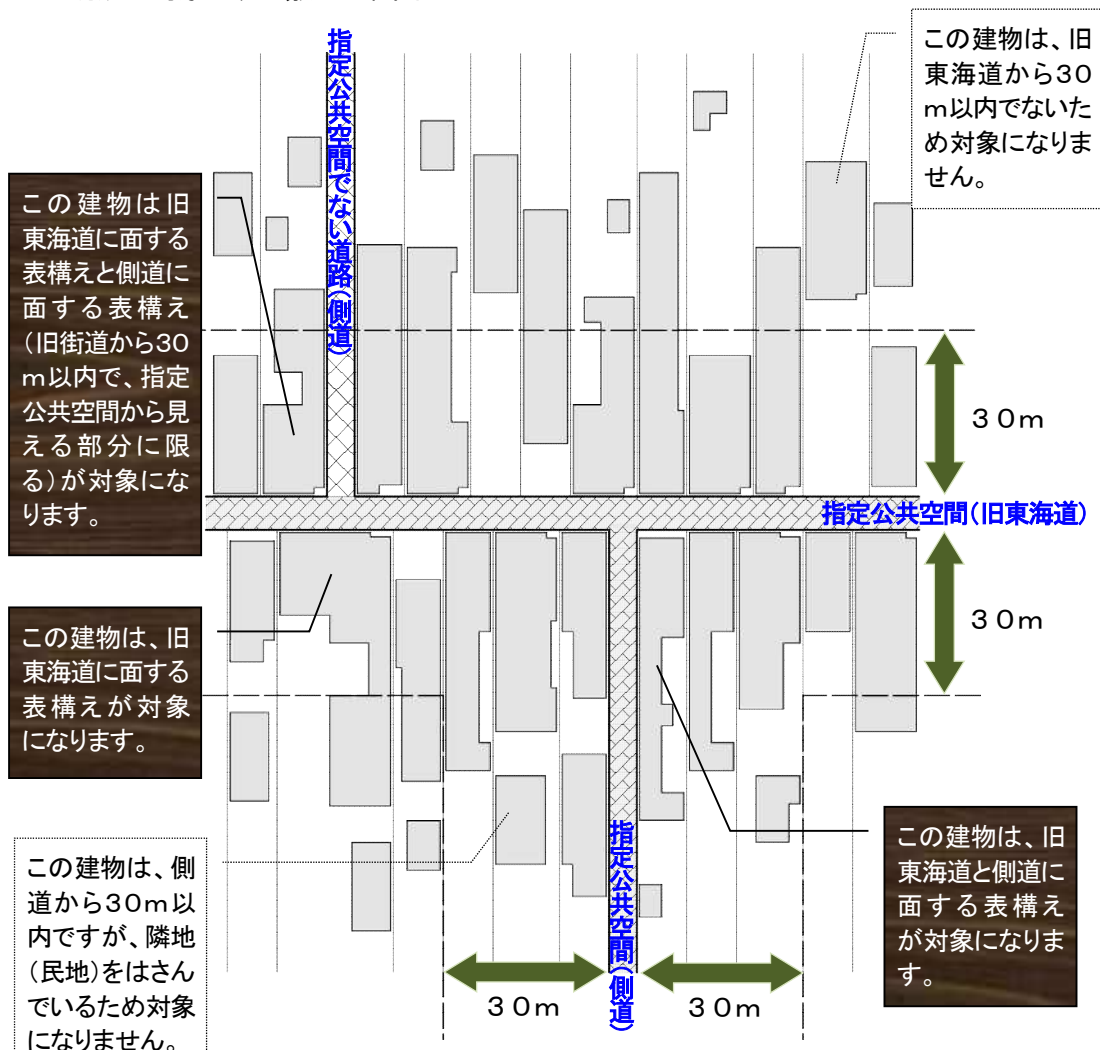 指定公共空間でない道路(側道)
この建物は、旧
東海道から30
m以内でないた
め対象になりま
せん。
この建物は旧
東海道に面する
表構えと側道に
面する表構え
(旧街道から30
m以内で、指定
公共空間から見
える部分に限
る)が対象にな
ります。
30m
指定公共空間(旧東海道)
30m
この建物は、旧
東海道に面する
表構えが対象
になります。
この建物は、側
道から30m以
内ですが、隣地
(民地)をはさん
でいるため対象
になりません。
指定公共空間(側道)
30m
30m
この建物は、旧
東海道と側道に
面する表構え
が対象になりま
す。